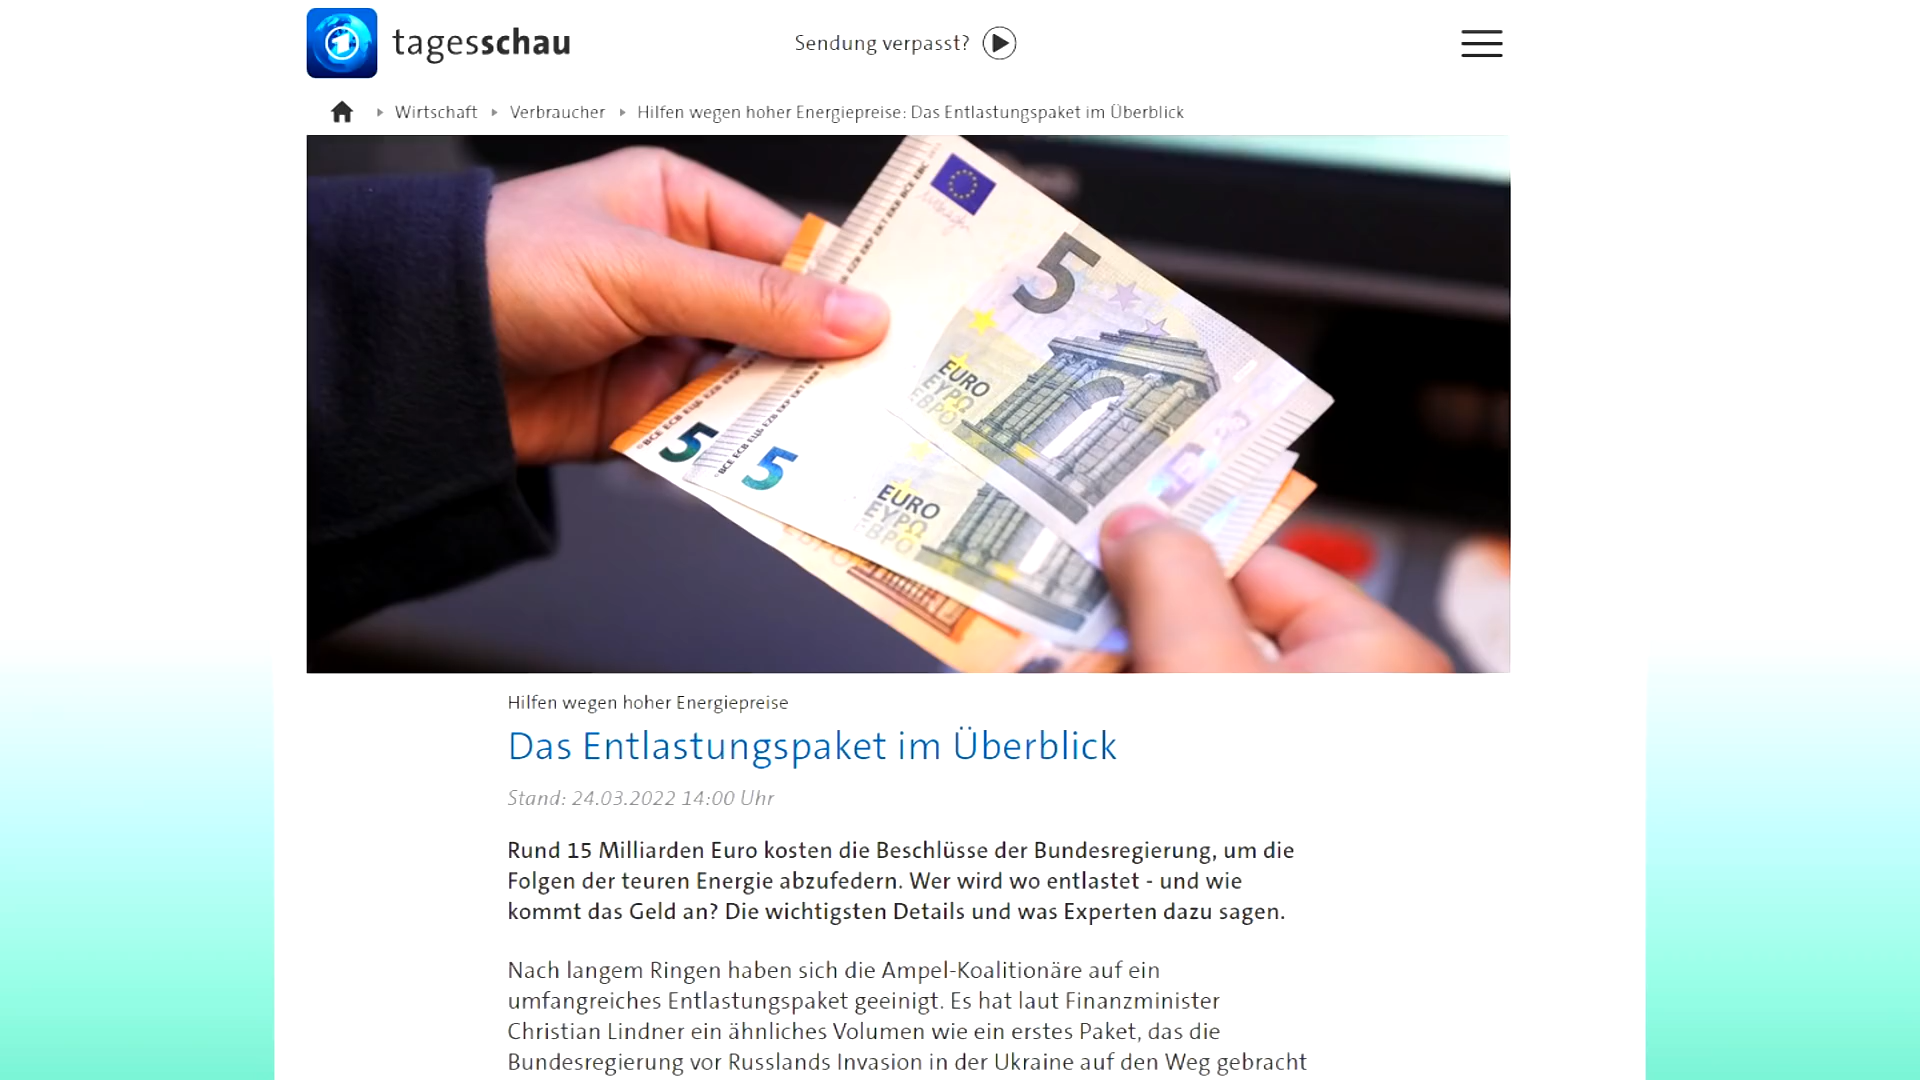 tagesschau
Sendung verpasst?
Wirtschaft
Verbraucher
Hilfen wegen hoher Energiepreise: Das Entlastungspaket im Überblick
5
EURO
ΕΥΡΩ
ЕВРО
5
5
EURO
ΕΥΡΩ
ЕВРО
Hilfen wegen hoher Energiepreise
Das Entlastungspaket im Überblick
Stand: 24.03.2022 14:00 Uhr
Rund 15 Milliarden Euro kosten die Beschlüsse der Bundesregierung, um die
Folgen der teuren Energie abzufedern. Wer wird wo entlastet - und wie
kommt das Geld an? Die wichtigsten Details und was Experten dazu sagen.
Nach langem Ringen haben sich die Ampel-Koalitionäre auf ein
umfangreiches Entlastungspaket geeinigt. Es hat laut Finanzminister
Christian Lindner ein ähnliches Volumen wie ein erstes Paket, das die
Bundesregierung vor Russlands Invasion in der Ukraine auf den Weg gebracht